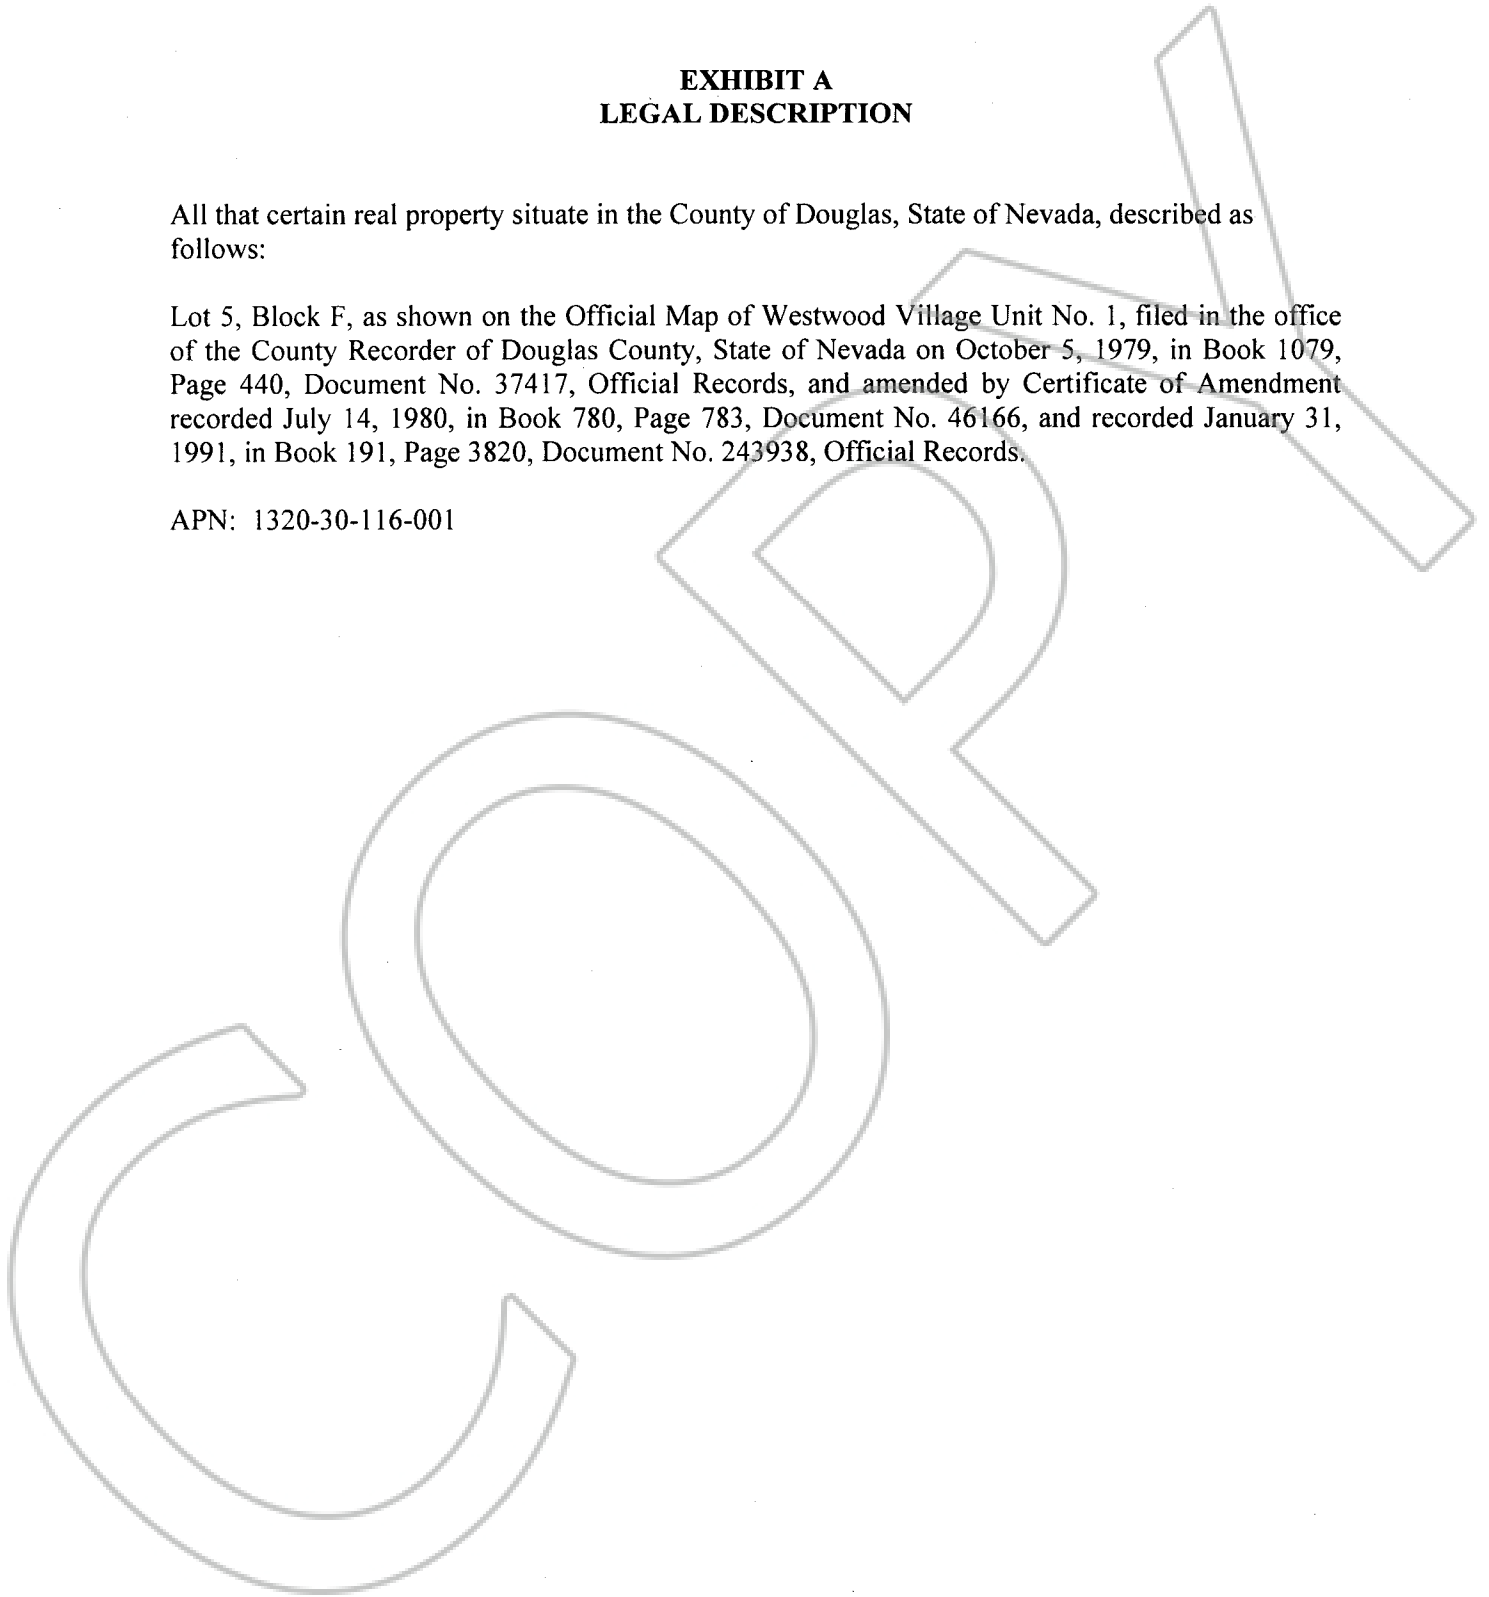 EXHIBIT A
LEGAL DESCRIPTION
All that certain real property situate in the County of Douglas, State of Nevada, described as
follows:
Lot 5, Block F, as shown on the Official Map of Westwood Village Unit No. 1, filed in the office
of the County Recorder of Douglas County, State of Nevada on October 5, 1979, in Book 1079,
Page 440, Document No. 37417, Official Records, and amended by Certificate of Amendment
recorded July 14, 1980, in Book 780, Page 783, Document No. 46166, and recorded January 31,
1991, in Book 191, Page 3820, Document No. 243938, Official Records.
APN: 1320-30-116-001
COPY